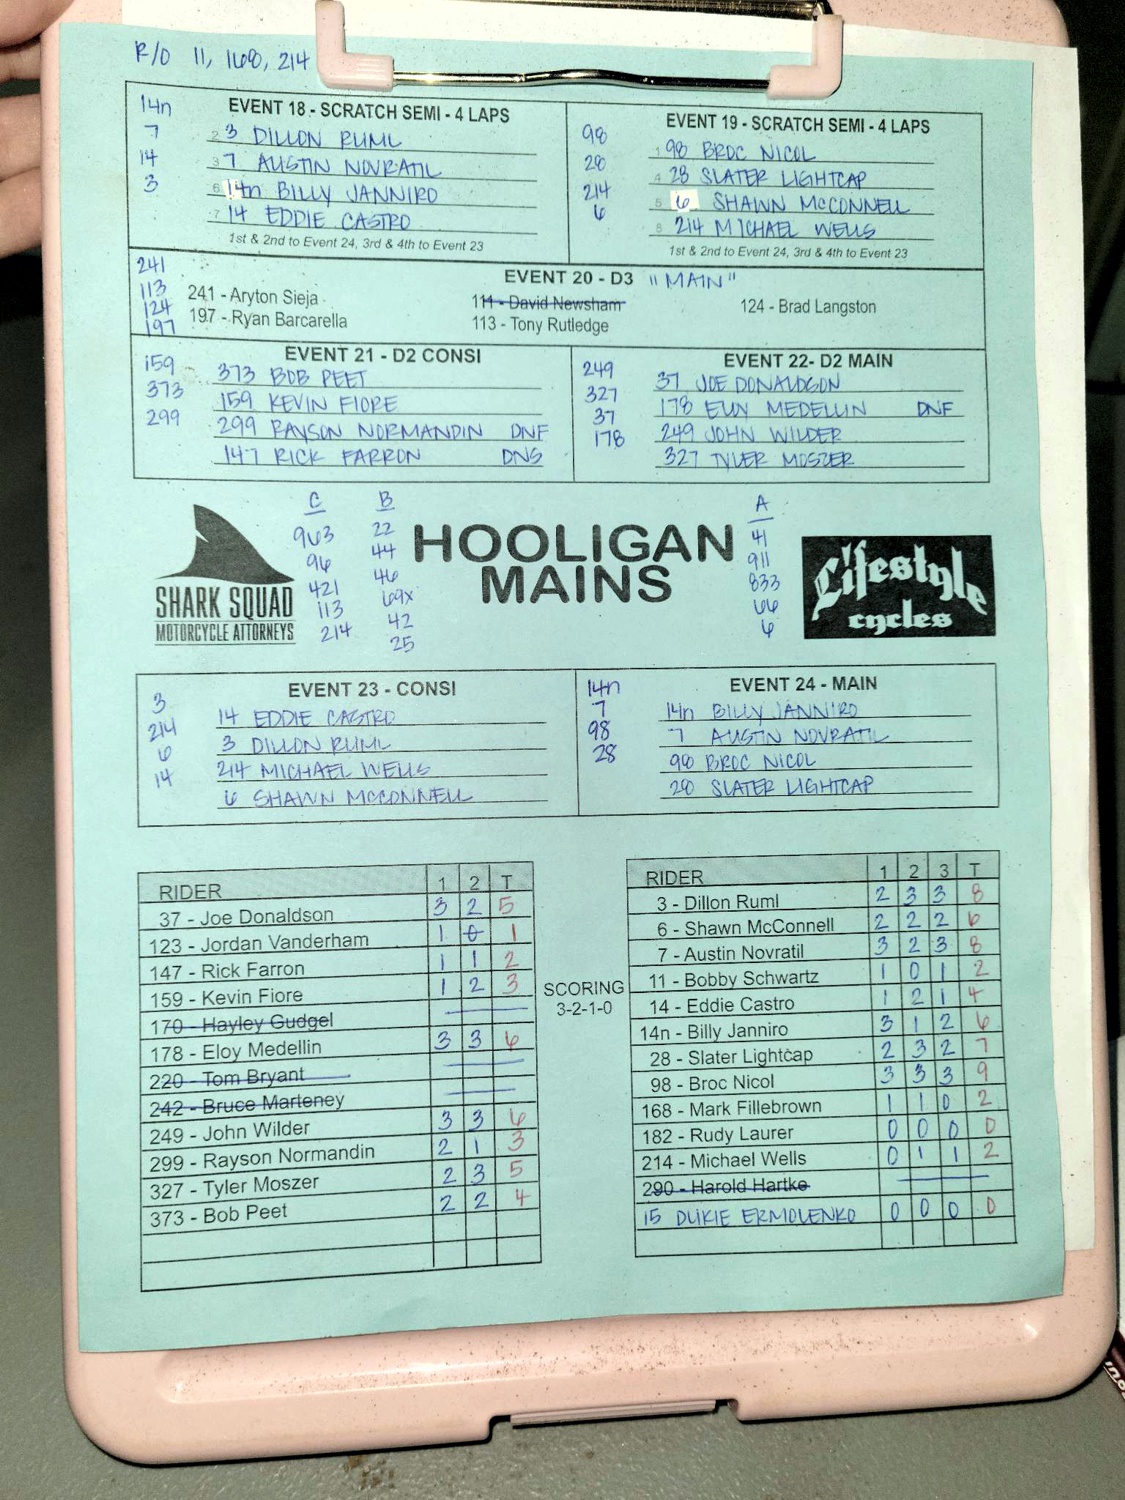 R/O 11, 168, 214
EVENT 18 - SCRATCH SEMI - 4 LAPS
14n
7
14
3
2 3 DILLON RUML
3 7 AUSTIN NOVRATIL
6 14n BILLY JANNIRO
7 14 EDDIE CASTRO
1st & 2nd to Event 24, 3rd & 4th to Event 23
EVENT 19 - SCRATCH SEMI - 4 LAPS
98
28
214
6
1 98 BROC NICOL
4 28 SLATER LIGHTCAP
5 6 SHAWN MCCONNELL
8 214 MICHAEL WELLS
1st & 2nd to Event 24, 3rd & 4th to Event 23
EVENT 20 - D3 "MAIN"
241
113
124
197
241 - Aryton Sieja
111 - David Newsham
124 - Brad Langston
197 - Ryan Barcarella
113 - Tony Rutledge
EVENT 21 - D2 CONSI
159
373
299
373 BOB PEET
159 KEVIN FIORE
299 RAYSON NORMANDIN DNF
147 RICK FARRON DNS
EVENT 22- D2 MAIN
249
327
37
178
37 JOE DONALDSON
178 ELOY MEDELLIN DNF
249 JOHN WILDER
327 TYLER MOSZER
SHARK SQUAD
MOTORCYCLE ATTORNEYS
C
963
96
421
113
214
B
22
44
46
69x
42
25
HOOLIGAN
MAINS
A
41
911
833
66
6
Lifestyle
cycles
EVENT 23 - CONSI
3
214
6
14
14 EDDIE CASTRO
3 DILLON RUML
214 MICHAEL WELLS
6 SHAWN MCCONNELL
EVENT 24 - MAIN
14n
7
98
28
14n BILLY JANNIRO
7 AUSTIN NOVRATIL
98 BROC NICOL
28 SLATER LIGHTCAP
RIDER 1 2 T
37 - Joe Donaldson 3 2 5
123 - Jordan Vanderham 1 0 1
147 - Rick Farron 1 1 2
159 - Kevin Fiore 1 2 3
170 - Hayley Gudgel
178 - Eloy Medellin 3 3 6
220 - Tom Bryant
242 - Bruce Marteney
249 - John Wilder 3 3 6
299 - Rayson Normandin 2 1 3
327 - Tyler Moszer 2 3 5
373 - Bob Peet 2 2 4
SCORING
3-2-1-0
RIDER 1 2 3 T
3 - Dillon Ruml 2 3 3 8
6 - Shawn McConnell 2 2 2 6
7 - Austin Novratil 3 2 3 8
11 - Bobby Schwartz 1 0 1 2
14 - Eddie Castro 1 2 1 4
14n - Billy Janniro 3 1 2 6
28 - Slater Lightcap 2 3 2 7
98 - Broc Nicol 3 3 3 9
168 - Mark Fillebrown 1 1 0 2
182 - Rudy Laurer 0 0 0 0
214 - Michael Wells 0 1 1 2
290 - Harold Hartke
15 DUKIE ERMOLENKO 0 0 0 0